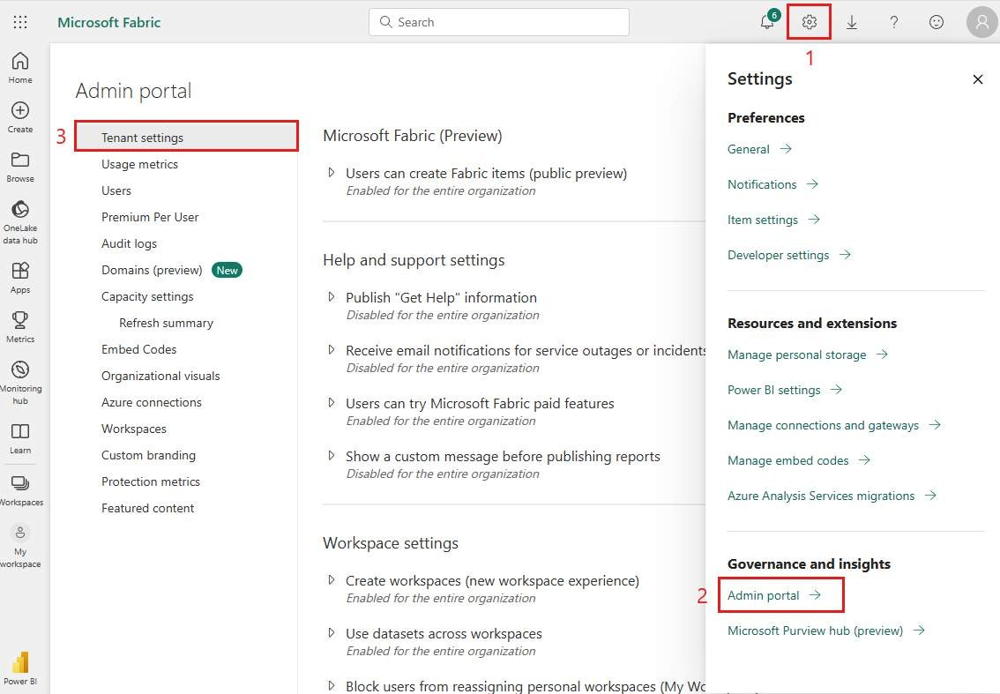 Microsoft Fabric
Search
6
1
Home
Create
Browse
OneLake
data hub
Apps
Metrics
Monitoring
hub
Learn
Workspaces
My
workspace
Power BI
Admin portal
3
Tenant settings
Usage metrics
Users
Premium Per User
Audit logs
Domains (preview) New
Capacity settings
Refresh summary
Embed Codes
Organizational visuals
Azure connections
Workspaces
Custom branding
Protection metrics
Featured content
Microsoft Fabric (Preview)
Users can create Fabric items (public preview)
Enabled for the entire organization
Help and support settings
Publish "Get Help" information
Disabled for the entire organization
Receive email notifications for service outages or incidents
Disabled for the entire organization
Users can try Microsoft Fabric paid features
Enabled for the entire organization
Show a custom message before publishing reports
Disabled for the entire organization
Workspace settings
Create workspaces (new workspace experience)
Enabled for the entire organization
Use datasets across workspaces
Enabled for the entire organization
Block users from reassigning personal workspaces (My Wo
Settings
Preferences
General
Notifications
Item settings
Developer settings
Resources and extensions
Manage personal storage
Power BI settings
Manage connections and gateways
Manage embed codes
Azure Analysis Services migrations
Governance and insights
2
Admin portal
Microsoft Purview hub (preview)